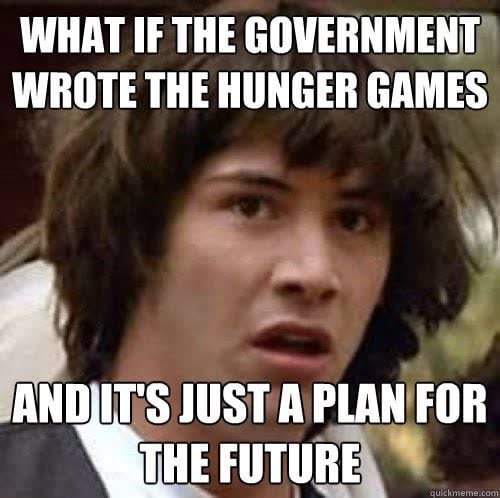 WHAT IF THE GOVERNMENT
WROTE THE HUNGER GAMES
AND IT'S JUST A PLAN FOR
THE FUTURE
quickmeme.com